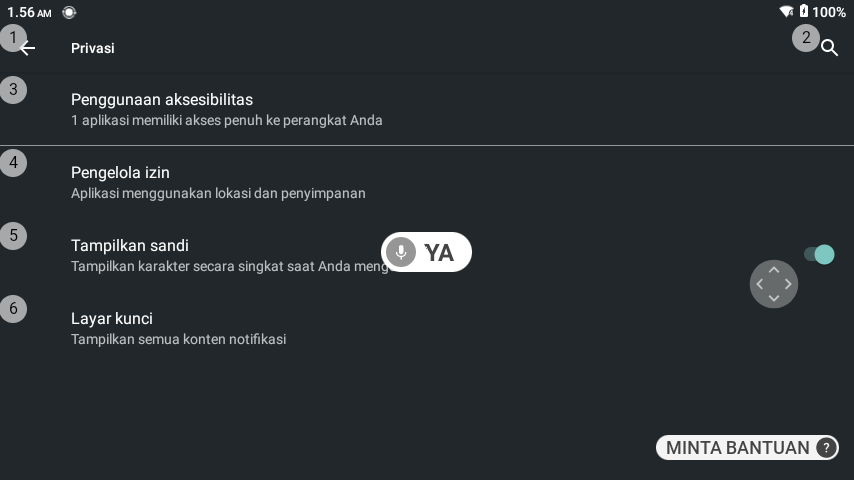 1.56 AM 100%
1 Privasi 2
3 Penggunaan aksesibilitas
1 aplikasi memiliki akses penuh ke perangkat Anda
4 Pengelola izin
Aplikasi menggunakan lokasi dan penyimpanan
5 Tampilkan sandi
YA
Tampilkan karakter secara singkat saat Anda meng
6 Layar kunci
Tampilkan semua konten notifikasi
MINTA BANTUAN ?